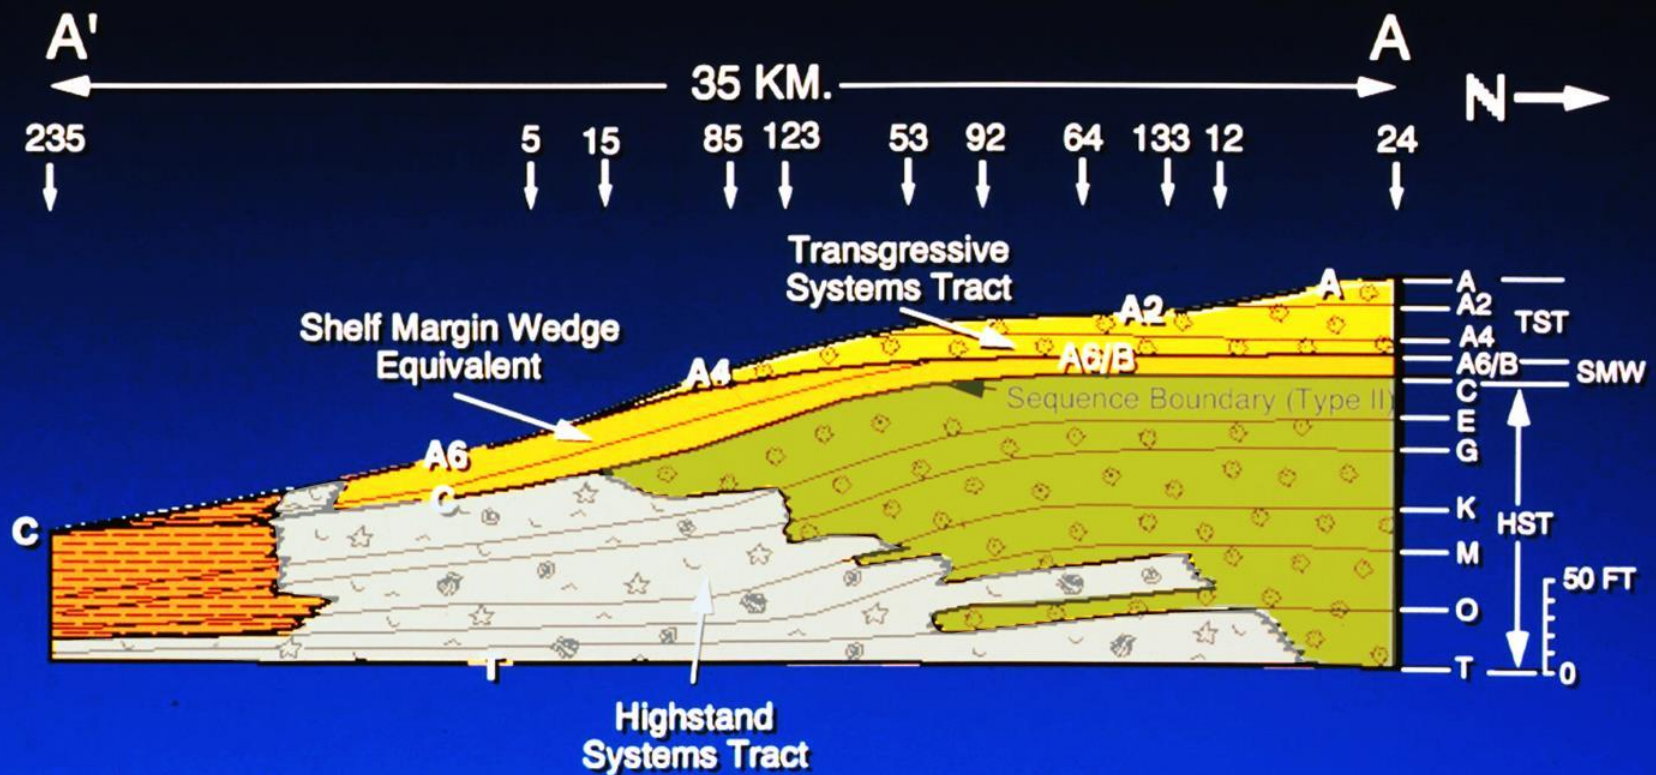 A'
A
35 KM.
N
235
5
15
85
123
53
92
64
133
12
24
Transgressive
Systems Tract
Shelf Margin Wedge
Equivalent
A
A2
A4
A6/B
A6
C
C
T
Sequence Boundary (Type II)
A
A2
TST
A4
A6/B
SMW
C
E
G
K
HST
M
50 FT
O
T
0
Highstand
Systems Tract